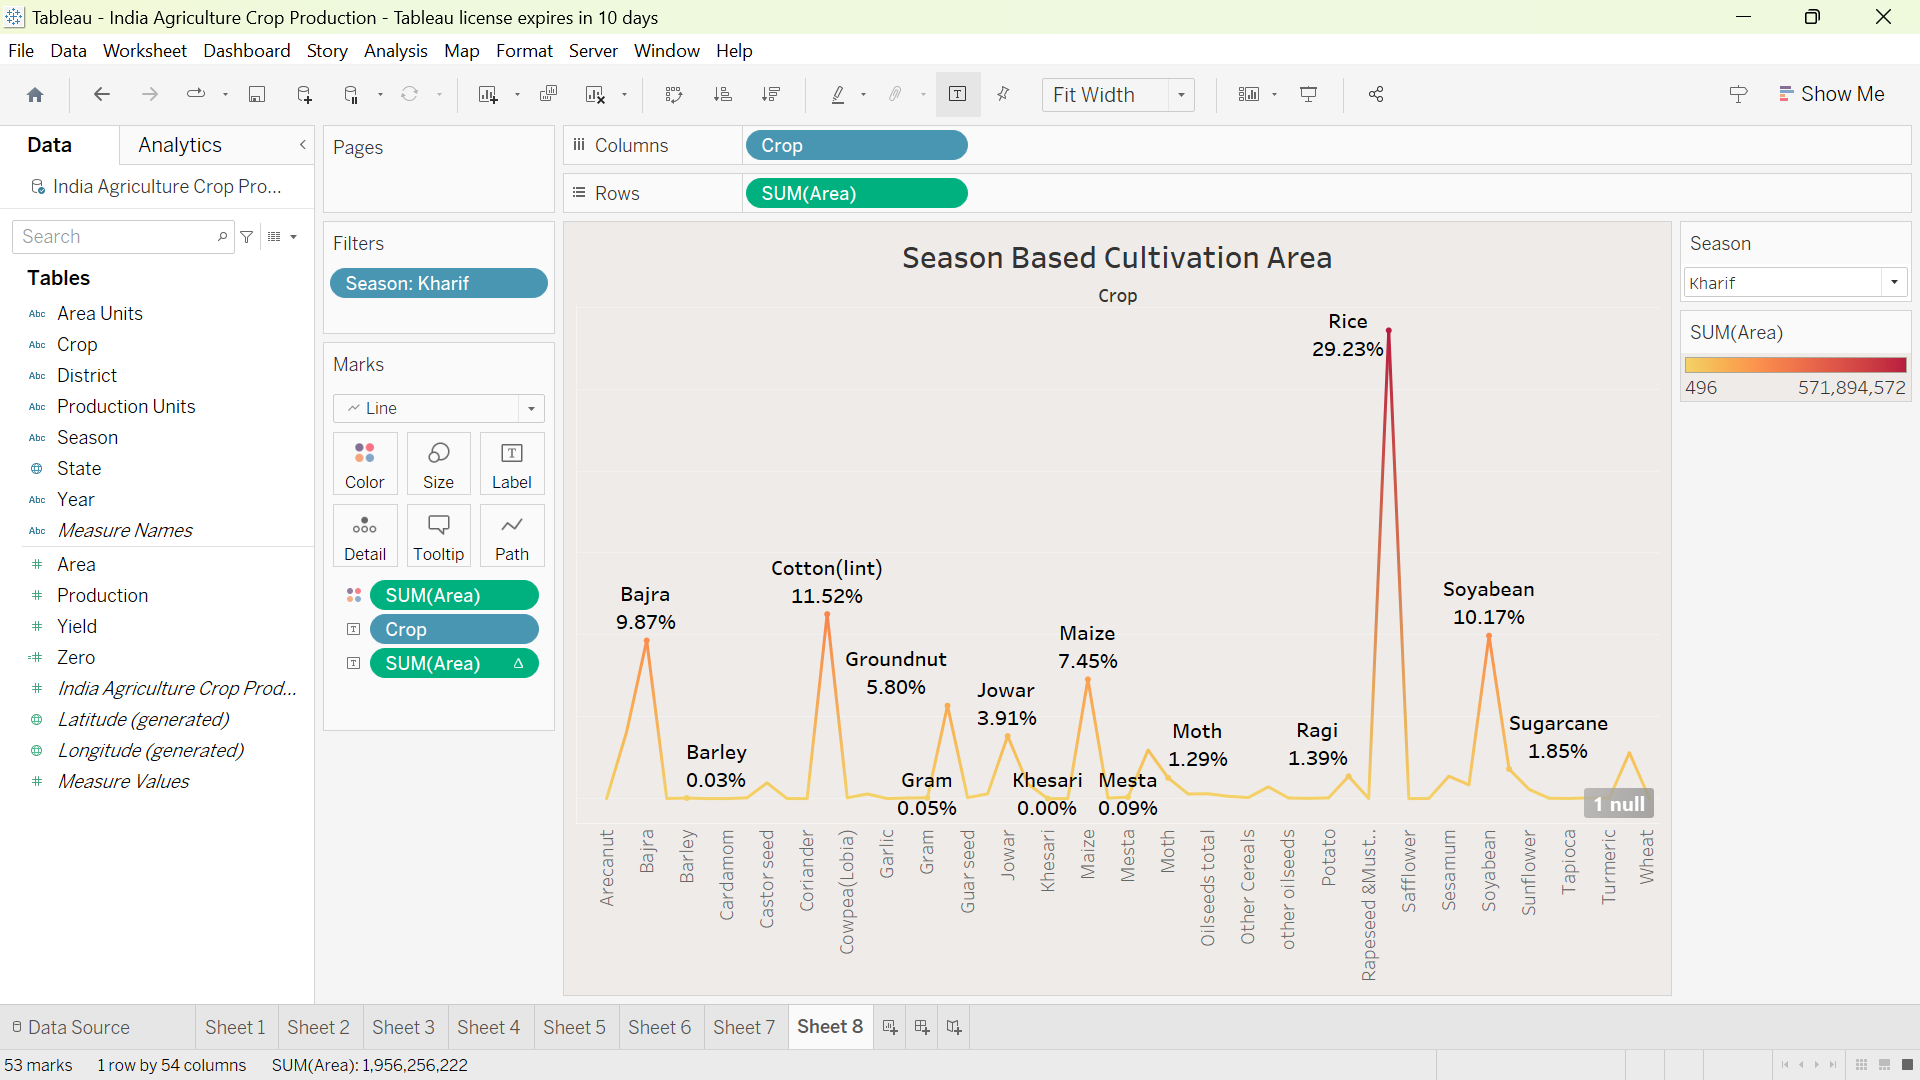 Tableau - India Agriculture Crop Production - Tableau license expires in 10 days
File Data Worksheet Dashboard Story Analysis Map Format Server Window Help
Fit Width
Show Me
Data Analytics
India Agriculture Crop Pro...
Search
Tables
Abc Area Units
Abc Crop
Abc District
Abc Production Units
Abc Season
State
Abc Year
Abc Measure Names
# Area
# Production
# Yield
=# Zero
# India Agriculture Crop Prod...
Latitude (generated)
Longitude (generated)
# Measure Values
Pages
Filters
Season: Kharif
Marks
Line
Color Size Label
Detail Tooltip Path
SUM(Area)
Crop
SUM(Area) Δ
Columns Crop
Rows SUM(Area)
Season Based Cultivation Area
Crop
Rice
29.23%
Cotton(lint)
11.52%
Bajra
9.87%
Soyabean
10.17%
Maize
7.45%
Groundnut
5.80%
Jowar
3.91%
Sugarcane
1.85%
Moth
1.29%
Ragi
1.39%
Barley
0.03%
Gram
0.05%
Khesari
0.00%
Mesta
0.09%
1 null
Arecanut
Bajra
Barley
Cardamom
Castor seed
Coriander
Cowpea(Lobia)
Garlic
Gram
Guar seed
Jowar
Khesari
Maize
Mesta
Moth
Oilseeds total
Other Cereals
other oilseeds
Potato
Rapeseed &Must..
Safflower
Sesamum
Soyabean
Sunflower
Tapioca
Turmeric
Wheat
Season
Kharif
SUM(Area)
496 571,894,572
Data Source Sheet 1 Sheet 2 Sheet 3 Sheet 4 Sheet 5 Sheet 6 Sheet 7 Sheet 8
53 marks 1 row by 54 columns SUM(Area): 1,956,256,222